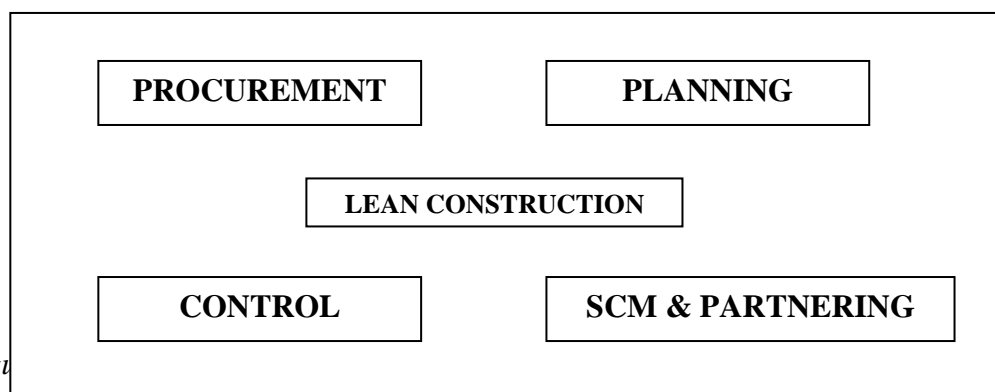 PROCUREMENT
PLANNING
LEAN CONSTRUCTION
CONTROL
SCM & PARTNERING